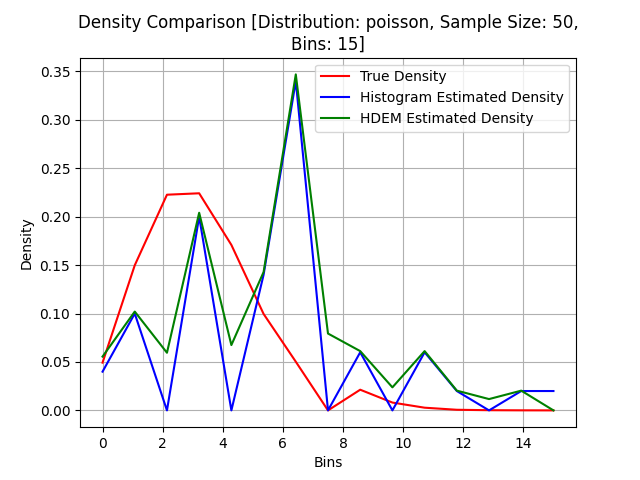 Density Comparison [Distribution: poisson, Sample Size: 50,
Bins: 15]
True Density
Histogram Estimated Density
HDEM Estimated Density
Density
0.35
0.30
0.25
0.20
0.15
0.10
0.05
0.00
0 2 4 6 8 10 12 14
Bins